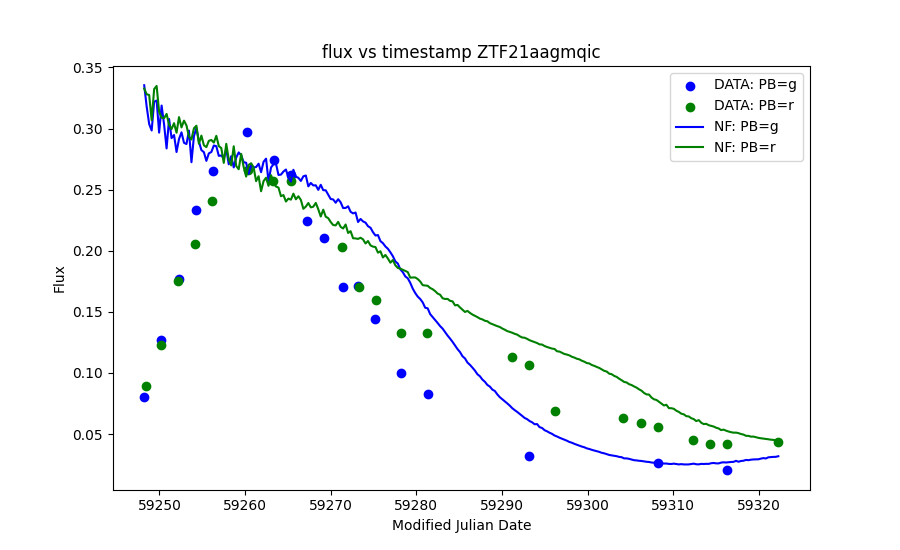 flux vs timestamp ZTF21aagmqic
DATA: PB=g
DATA: PB=r
NF: PB=g
NF: PB=r
0.35
0.30
0.25
0.20
0.15
0.10
0.05
Flux
59250
59260
59270
59280
59290
59300
59310
59320
Modified Julian Date